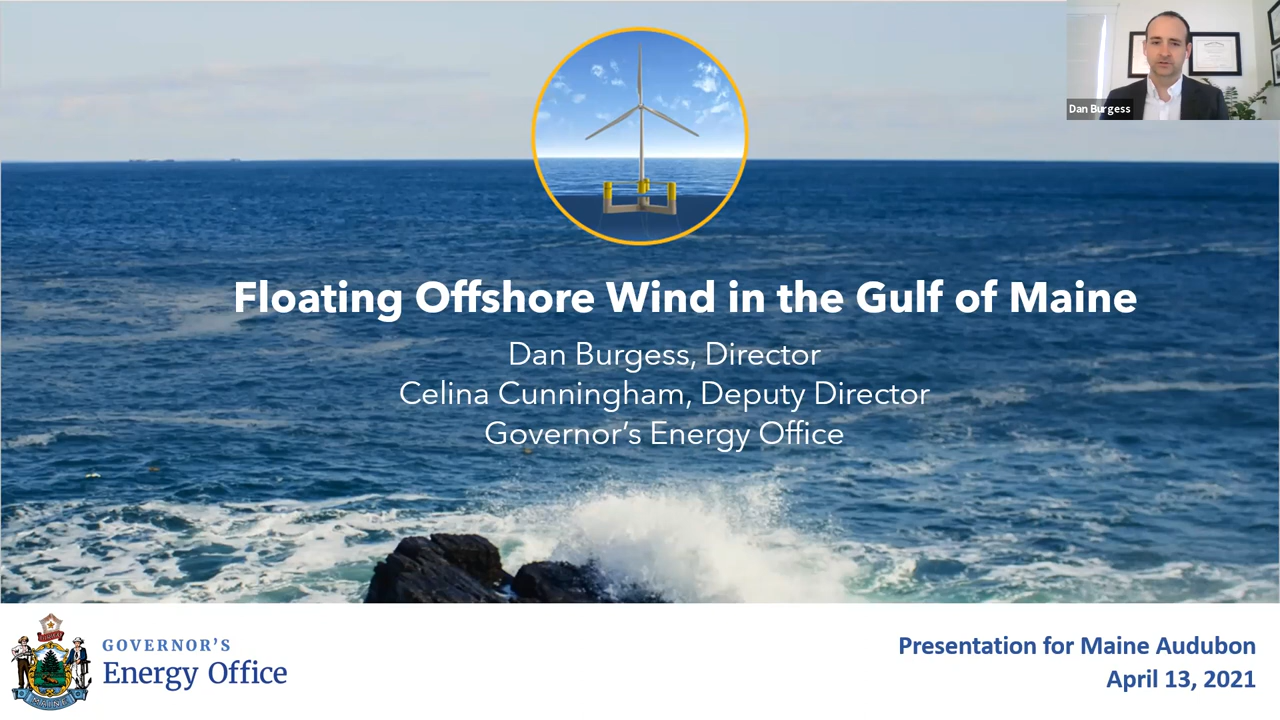 Dan Burgess
Floating Offshore Wind in the Gulf of Maine
Dan Burgess, Director
Celina Cunningham, Deputy Director
Governor's Energy Office
GOVERNOR'S
Energy Office
MAINE
Presentation for Maine Audubon
April 13, 2021